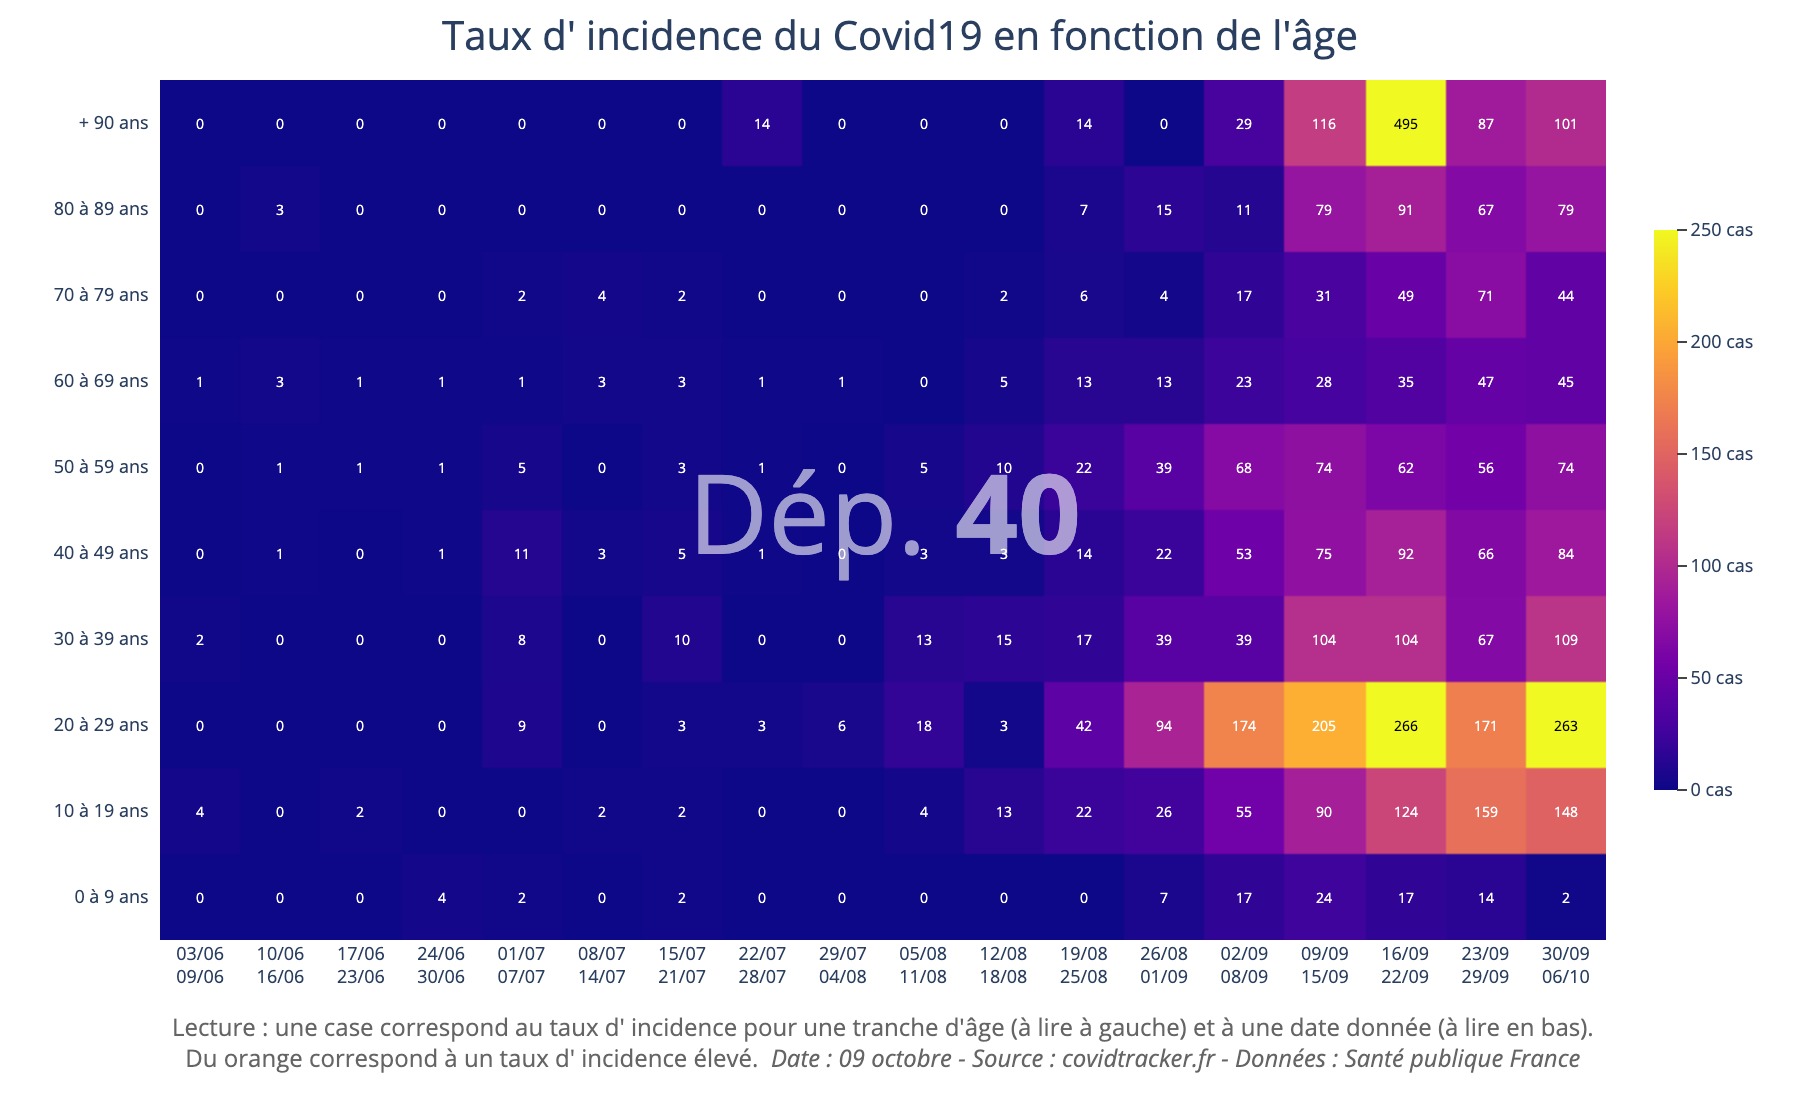 Taux d' incidence du Covid19 en fonction de l'âge
+ 90 ans 0 0 0 0 0 0 0 14 0 0 0 14 0 29 116 495 87 101
80 à 89 ans 0 3 0 0 0 0 0 0 0 0 0 7 15 11 79 91 67 79
250 cas
70 à 79 ans 0 0 0 0 2 4 2 0 0 0 2 6 4 17 31 49 71 44
200 cas
60 à 69 ans 1 3 1 1 1 3 3 1 1 0 5 13 13 23 28 35 47 45
150 cas
50 à 59 ans 0 1 1 1 5 0 3 1 0 5 10 22 39 68 74 62 56 74
Dép. 40
40 à 49 ans 0 1 0 1 11 3 5 1 0 3 3 14 22 53 75 92 66 84
100 cas
30 à 39 ans 2 0 0 0 8 0 10 0 0 13 15 17 39 39 104 104 67 109
50 cas
20 à 29 ans 0 0 0 0 9 0 3 3 6 18 3 42 94 174 205 266 171 263
0 cas
10 à 19 ans 4 0 2 0 0 2 2 0 0 4 13 22 26 55 90 124 159 148
0 à 9 ans 0 0 0 4 2 0 2 0 0 0 0 0 7 17 24 17 14 2
03/06 10/06 17/06 24/06 01/07 08/07 15/07 22/07 29/07 05/08 12/08 19/08 26/08 02/09 09/09 16/09 23/09 30/09
09/06 16/06 23/06 30/06 07/07 14/07 21/07 28/07 04/08 11/08 18/08 25/08 01/09 08/09 15/09 22/09 29/09 06/10
Lecture : une case correspond au taux d' incidence pour une tranche d'âge (à lire à gauche) et à une date donnée (à lire en bas).
Du orange correspond à un taux d' incidence élevé. Date : 09 octobre - Source : covidtracker.fr - Données : Santé publique France